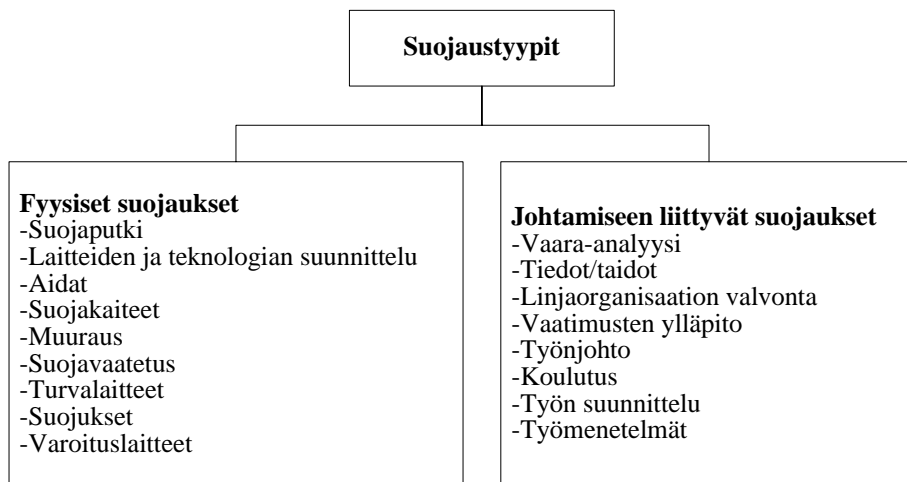 Suojaustyypit
Fyysiset suojaukset
-Suojaputki
-Laitteiden ja teknologian suunnittelu
-Aidat
-Suojakaiteet
-Muuraus
-Suojavaatetus
-Turvalaitteet
-Suojukset
-Varoituslaitteet
Johtamiseen liittyvät suojaukset
-Vaara-analyysi
-Tiedot/taidot
-Linjaorganisaation valvonta
-Vaatimusten ylläpito
-Työnjohto
-Koulutus
-Työn suunnittelu
-Työmenetelmät